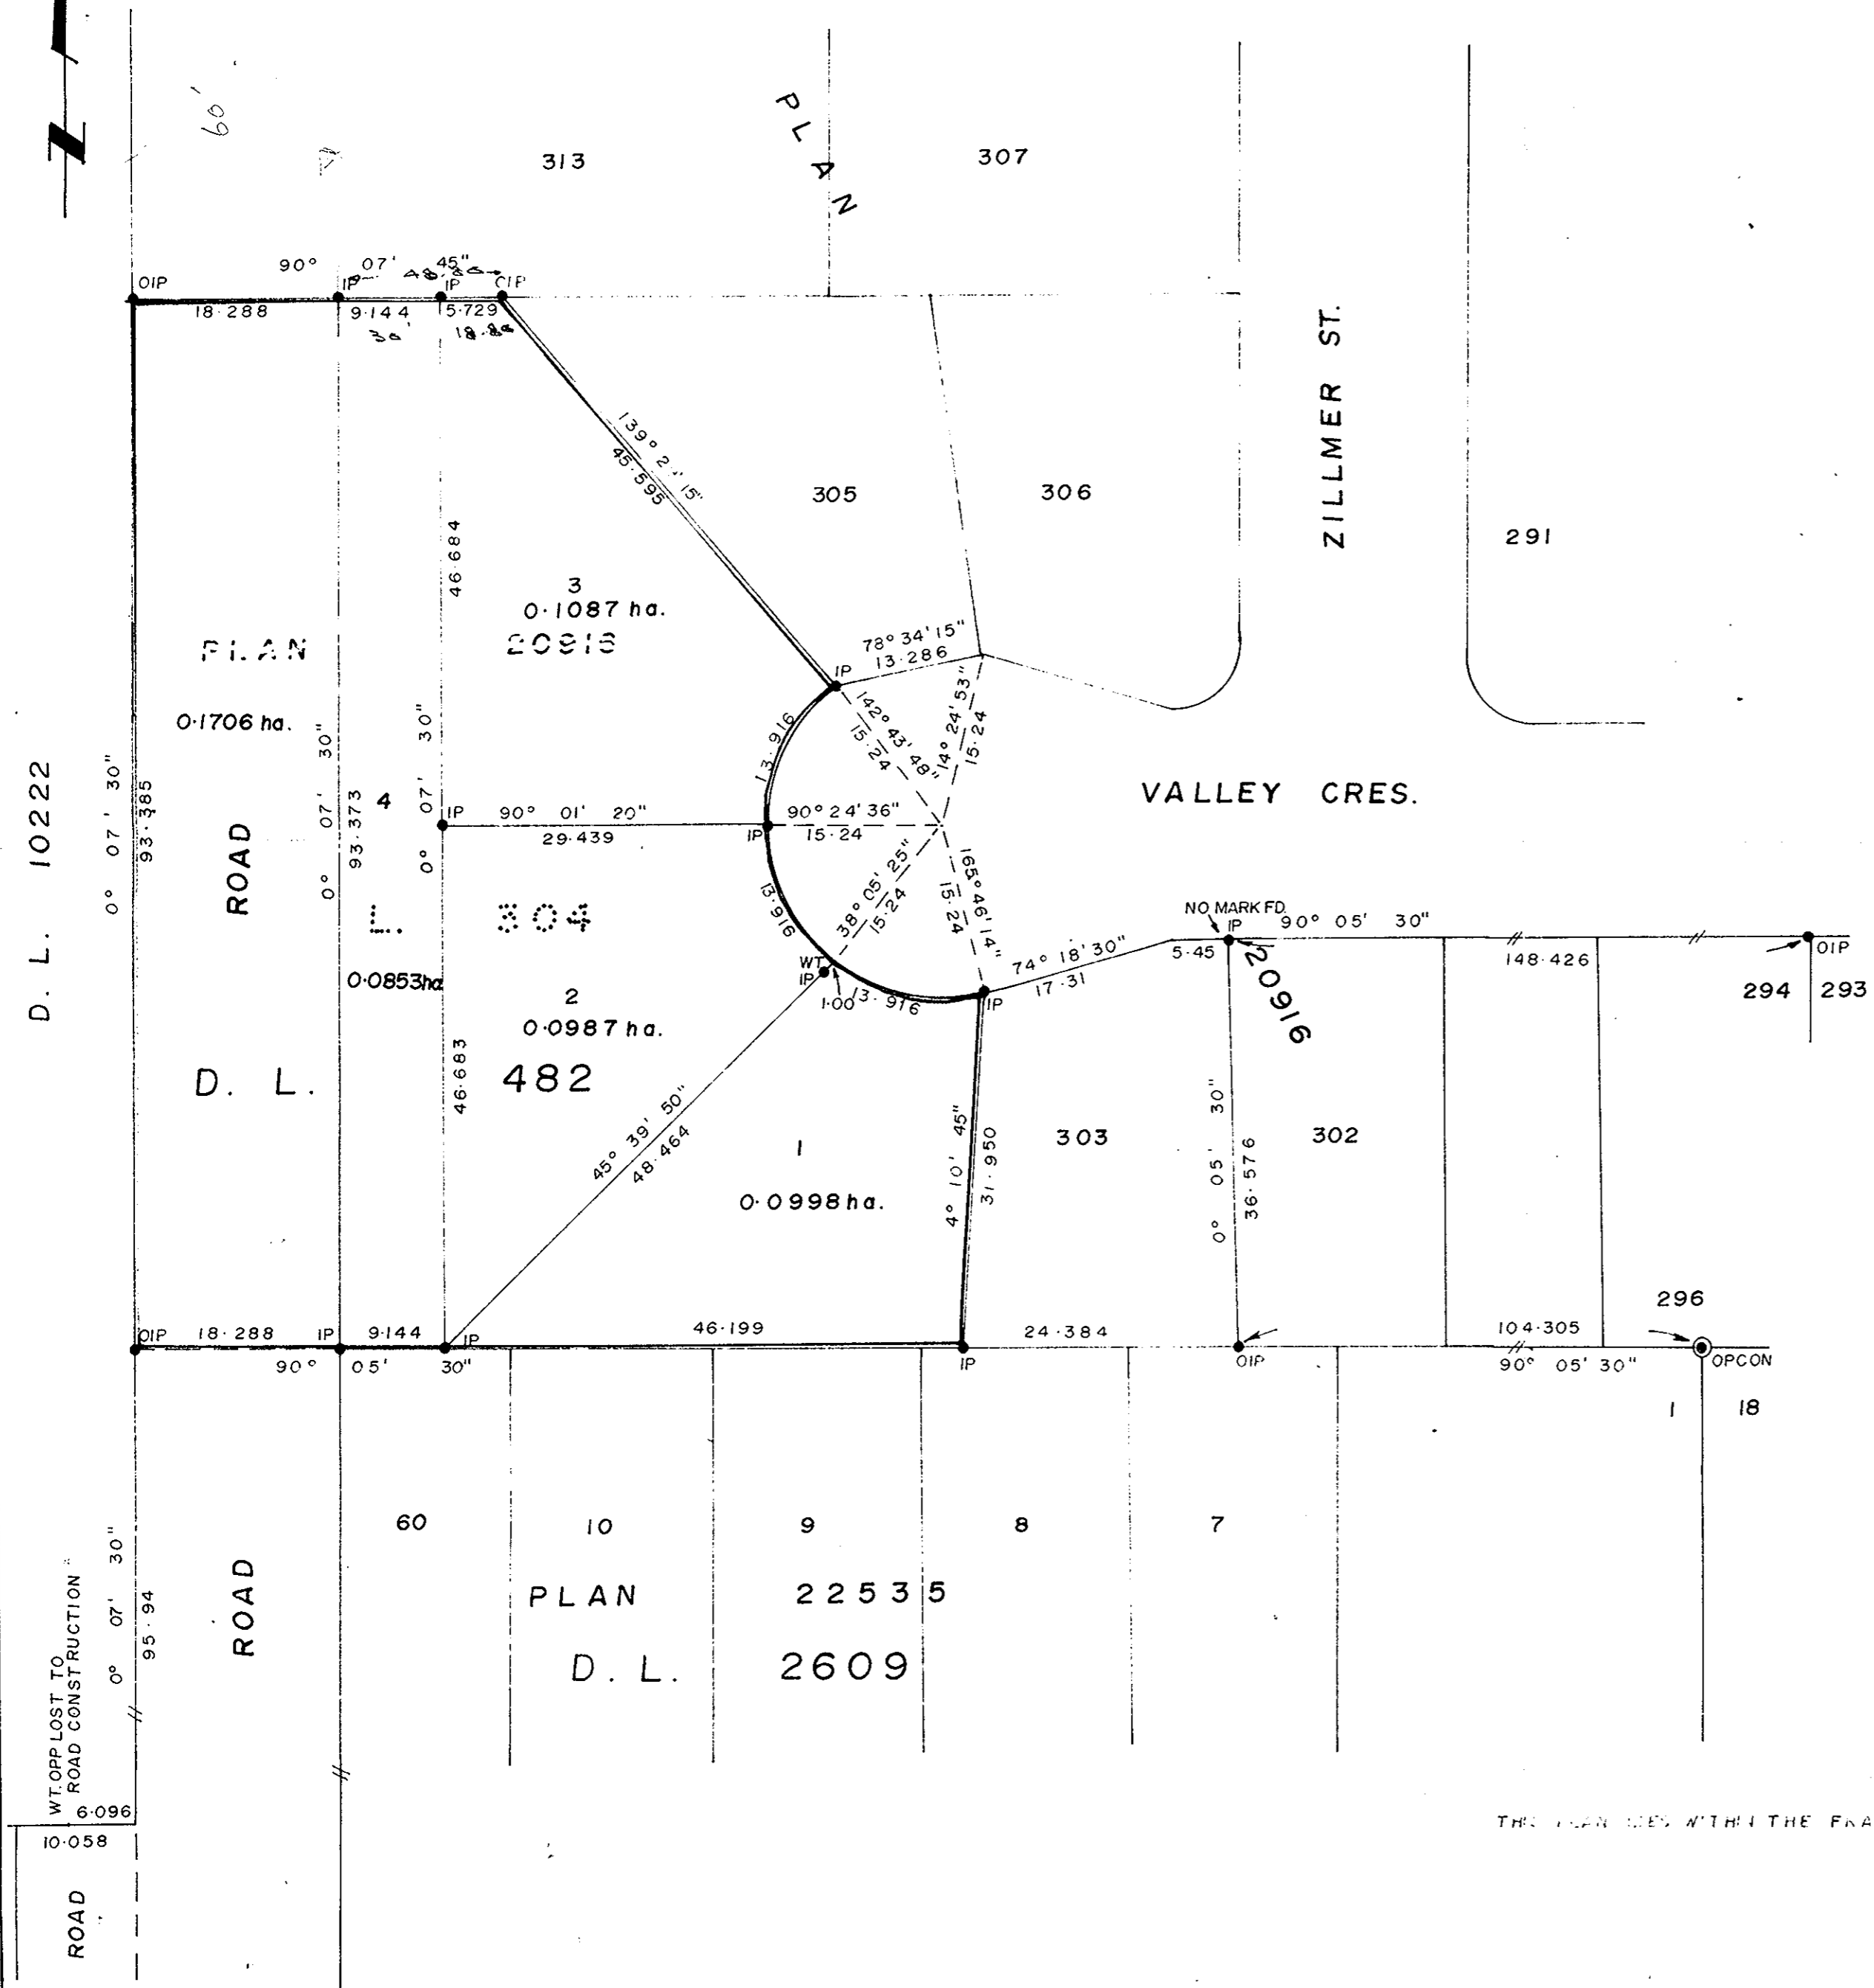 60'
313
PLAN
307
90° 07' 45"
48.86
OIP
IP
IP
18.288
9.144
5.729
30'
18.80
ZILLMER ST.
45.595
305
306
291
46.684
3
0.1087 ha.
PLAN
20916
78° 34' 15"
13.286
IP
0.1706 ha.
142° 43' 48"
15.24
14° 24' 53"
15.24
13.916
D. L. 10222
0° 07' 30"
93.385
ROAD
0° 07' 30"
93.373
4
0° 07' 30"
VALLEY CRES.
IP
90° 01' 20"
29.439
IP
90° 24' 36"
15.24
38° 05' 25"
15.24
165° 46' 14"
15.24
13.916
L. 304
NO MARK FD.
IP
90° 05' 30"
5.45
148.426
OIP
74° 18' 30"
17.31
20916
WT
IP
1.00
13.916
IP
294
293
0.0853ha
2
0.0987 ha.
D. L. 482
46.683
45° 39' 50"
48.464
1
0.0998 ha.
4° 10' 45"
31.950
303
0° 05' 30"
36.576
302
296
OIP
18.288
IP
9.144
IP
46.199
24.384
104.305
90° 05' 30"
IP
OIP
90° 05' 30"
OPCON
1
18
60
10
9
8
7
0° 07' 30"
95.94
ROAD
PLAN 22535
D. L. 2609
WT. OPP LOST TO
ROAD CONSTRUCTION
6.096
10.058
ROAD
WITHIN THE